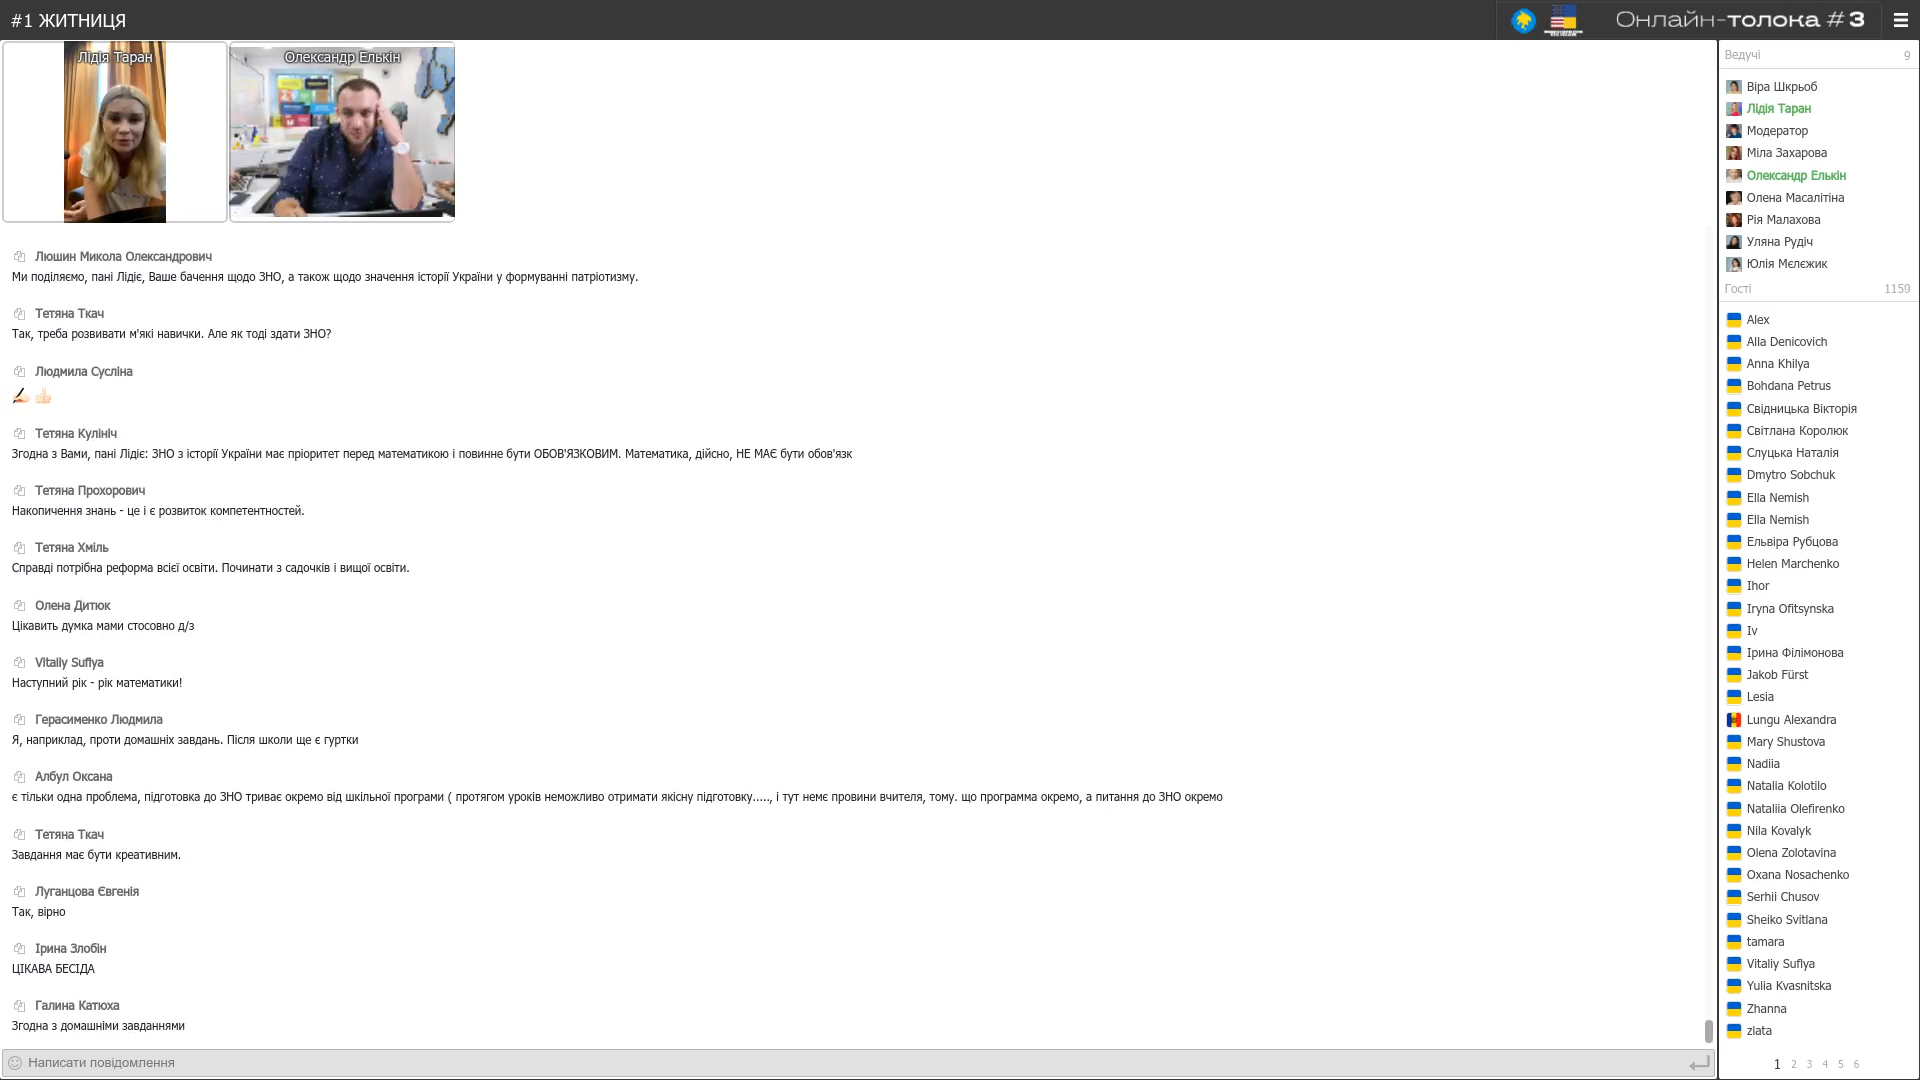 #1 ЖИТНИЦЯ
Онлайн-толока #3
Лідія Таран
Олександр Елькін
Люшин Микола Олександрович
Ми поділяємо, пані Лідіє, Ваше бачення щодо ЗНО, а також щодо значення історії України у формуванні патріотизму.
Тетяна Ткач
Так, треба розвивати м'які навички. Але як тоді здати ЗНО?
Людмила Сусліна
Тетяна Кулініч
Згодна з Вами, пані Лідіє: ЗНО з історії України має пріоритет перед математикою і повинне бути ОБОВ'ЯЗКОВИМ. Математика, дійсно, НЕ МАЄ бути обов'язк
Тетяна Прохорович
Накопичення знань - це і є розвиток компетентностей.
Тетяна Хміль
Справді потрібна реформа всієї освіти. Починати з садочків і вищої освіти.
Олена Дитюк
Цікавить думка мами стосовно д/з
Vitaliy Suflya
Наступний рік - рік математики!
Герасименко Людмила
Я, наприклад, проти домашніх завдань. Після школи ще є гуртки
Албул Оксана
є тільки одна проблема, підготовка до ЗНО триває окремо від шкільної програми ( протягом уроків неможливо отримати якісну підготовку....., і тут немє провини вчителя, тому. що программа окремо, а питання до ЗНО окремо
Тетяна Ткач
Завдання має бути креативним.
Луганцова Євгенія
Так, вірно
Ірина Злобін
ЦІКАВА БЕСІДА
Галина Катюха
Згодна з домашніми завданнями
Написати повідомлення
Ведучі 9
Віра Шкрьоб
Лідія Таран
Модератор
Міла Захарова
Олександр Елькін
Олена Масалітіна
Рія Малахова
Уляна Рудіч
Юлія Мєлєжик
Гості 1159
Alex
Alla Denicovich
Anna Khilya
Bohdana Petrus
Свідницька Вікторія
Світлана Королюк
Слуцька Наталія
Dmytro Sobchuk
Ella Nemish
Ella Nemish
Ельвіра Рубцова
Helen Marchenko
Ihor
Iryna Ofitsynska
Iv
Ірина Філімонова
Jakob Fürst
Lesia
Lungu Alexandra
Mary Shustova
Nadiia
Natalia Kolotilo
Nataliia Olefirenko
Nila Kovalyk
Olena Zolotavina
Oxana Nosachenko
Serhii Chusov
Sheiko Svitlana
tamara
Vitaliy Suflya
Yulia Kvasnitska
Zhanna
zlata
1 2 3 4 5 6